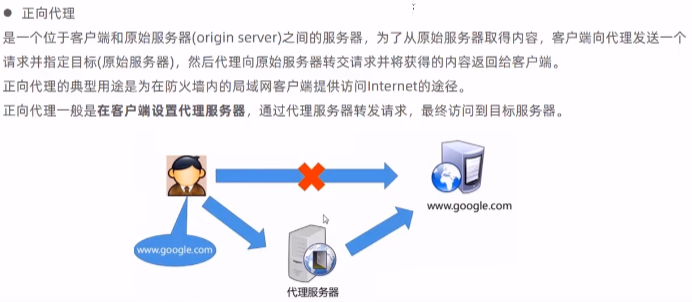 ● 正向代理
是一个位于客户端和原始服务器(origin server)之间的服务器，为了从原始服务器取得内容，客户端向代理发送一个
请求并指定目标(原始服务器)，然后代理向原始服务器转交请求并将获得的内容返回给客户端。
正向代理的典型用途是为在防火墙内的局域网客户端提供访问Internet的途径。
正向代理一般是在客户端设置代理服务器，通过代理服务器转发请求，最终访问到目标服务器。
www.google.com
www.google.com
代理服务器